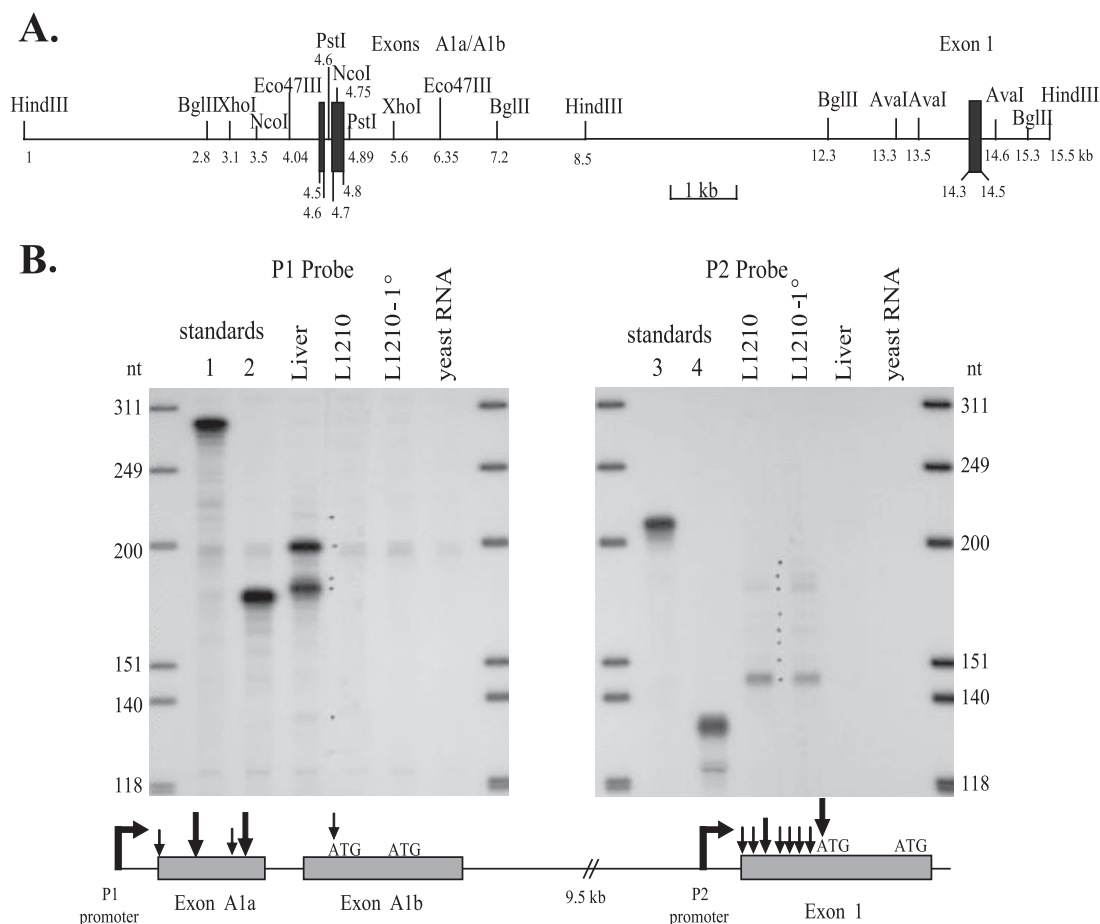 A.
PstI Exons A1a/A1b Exon 1
4.6
NcoI
Eco47III 4.75 Eco47III
HindIII BglII XhoI XhoI BglII HindIII BglII AvaI AvaI AvaI HindIII
NcoI PstI BglII
1 2.8 3.1 3.5 4.04 4.89 5.6 6.35 7.2 8.5 12.3 13.3 13.5 14.6 15.3 15.5 kb
4.5 4.8 1 kb 14.3 14.5
4.6 4.7
B.
P1 Probe
standards
nt 1 2 Liver L1210 L1210-1° yeast RNA
311
249
200
151
140
118
P2 Probe
standards
3 4 L1210 L1210-1° Liver yeast RNA nt
311
249
200
151
140
118
ATG ATG ATG ATG
P1 promoter Exon A1a Exon A1b 9.5 kb P2 promoter Exon 1